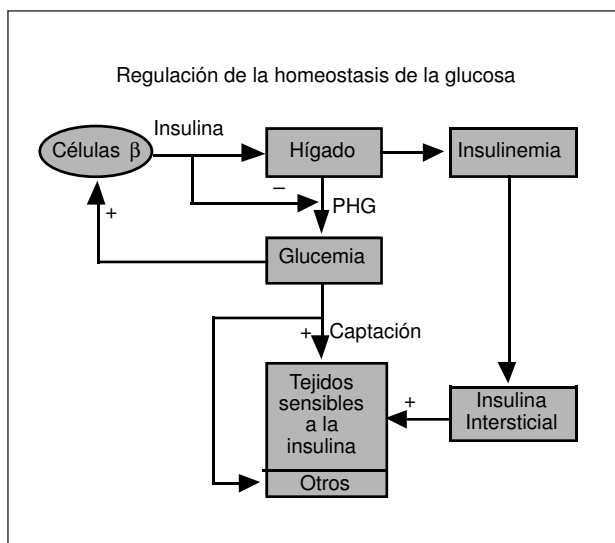 Regulación de la homeostasis de la glucosa
Insulina
Células β
Hígado
Insulinemia
–
PHG
+
Glucemia
+ Captación
Tejidos
sensibles
a la
insulina
+
Insulina
Intersticial
Otros